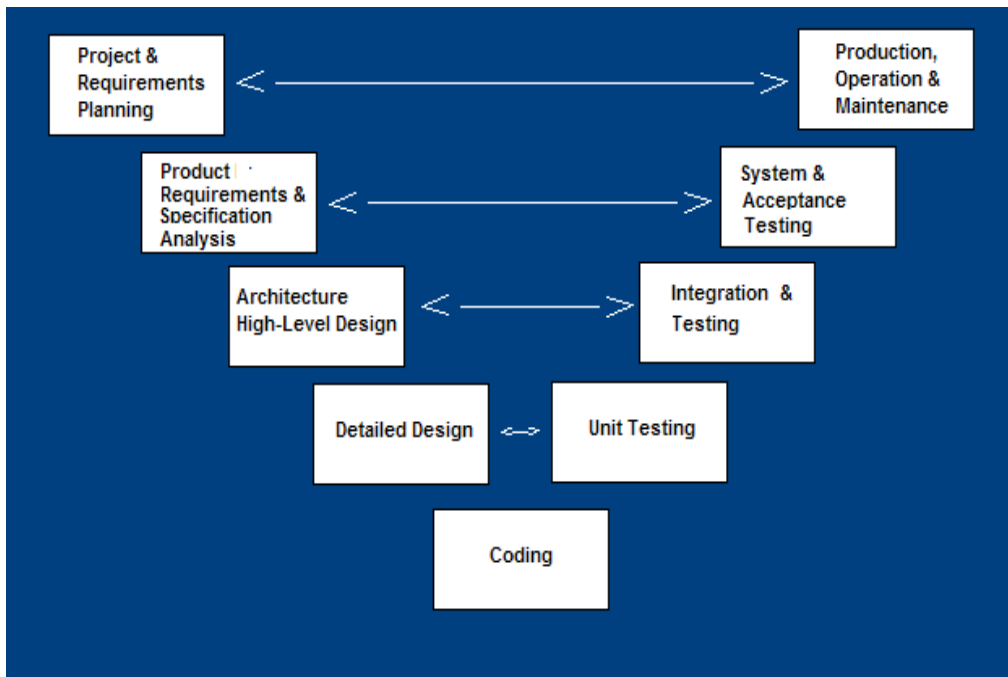 Project &
Requirements
Planning
Production,
Operation &
Maintenance
Product
Requirements &
Specification
Analysis
System &
Acceptance
Testing
Architecture
High-Level Design
Integration &
Testing
Detailed Design
Unit Testing
Coding